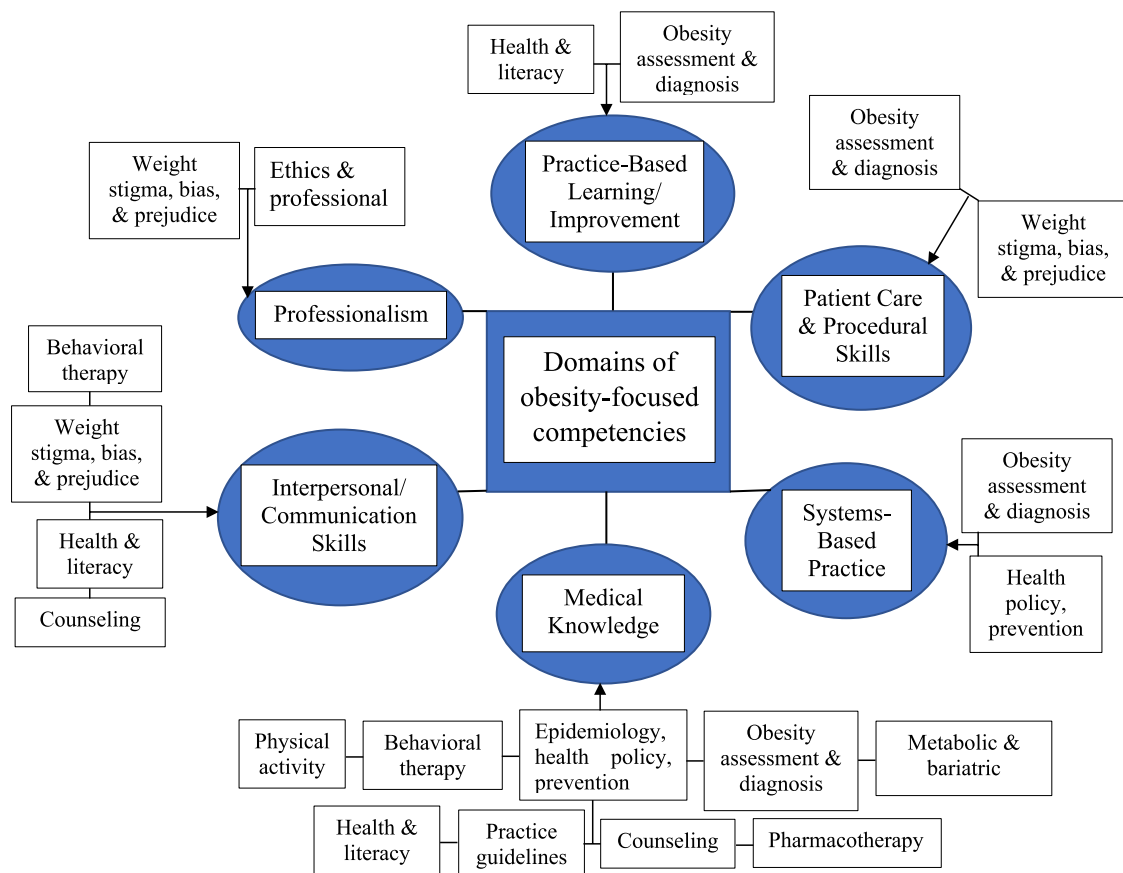 Health &
literacy
Obesity
assessment &
diagnosis
Obesity
assessment
& diagnosis
Weight
stigma, bias,
& prejudice
Ethics &
professional
Practice-Based
Learning/
Improvement
Weight
stigma, bias,
& prejudice
Professionalism
Patient Care
& Procedural
Skills
Behavioral
therapy
Domains of
obesity-focused
competencies
Weight
stigma, bias,
& prejudice
Interpersonal/
Communication
Skills
Obesity
assessment
& diagnosis
Systems-
Based
Practice
Health &
literacy
Health
policy,
prevention
Counseling
Medical
Knowledge
Physical
activity
Behavioral
therapy
Epidemiology,
health policy,
prevention
Obesity
assessment &
diagnosis
Metabolic &
bariatric
Health &
literacy
Practice
guidelines
Counseling
Pharmacotherapy